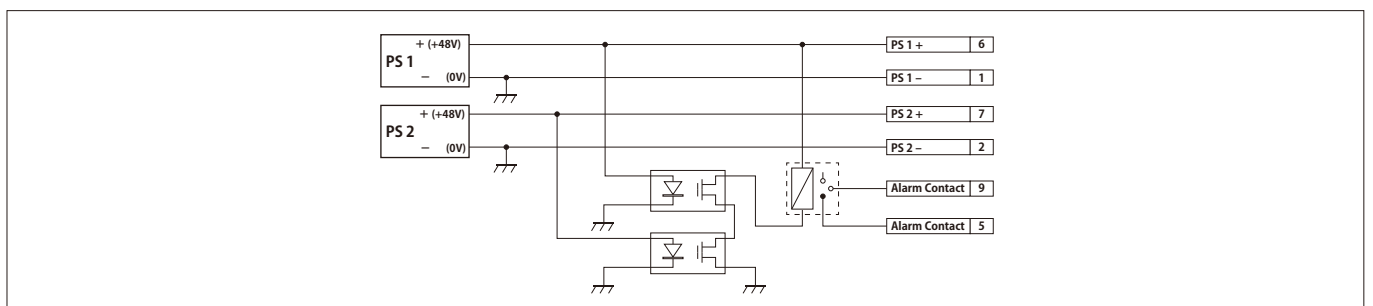 PS 1
+ (+48V)
− (0V)
PS 2
+ (+48V)
− (0V)
PS 1 + 6
PS 1 − 1
PS 2 + 7
PS 2 − 2
Alarm Contact 9
Alarm Contact 5